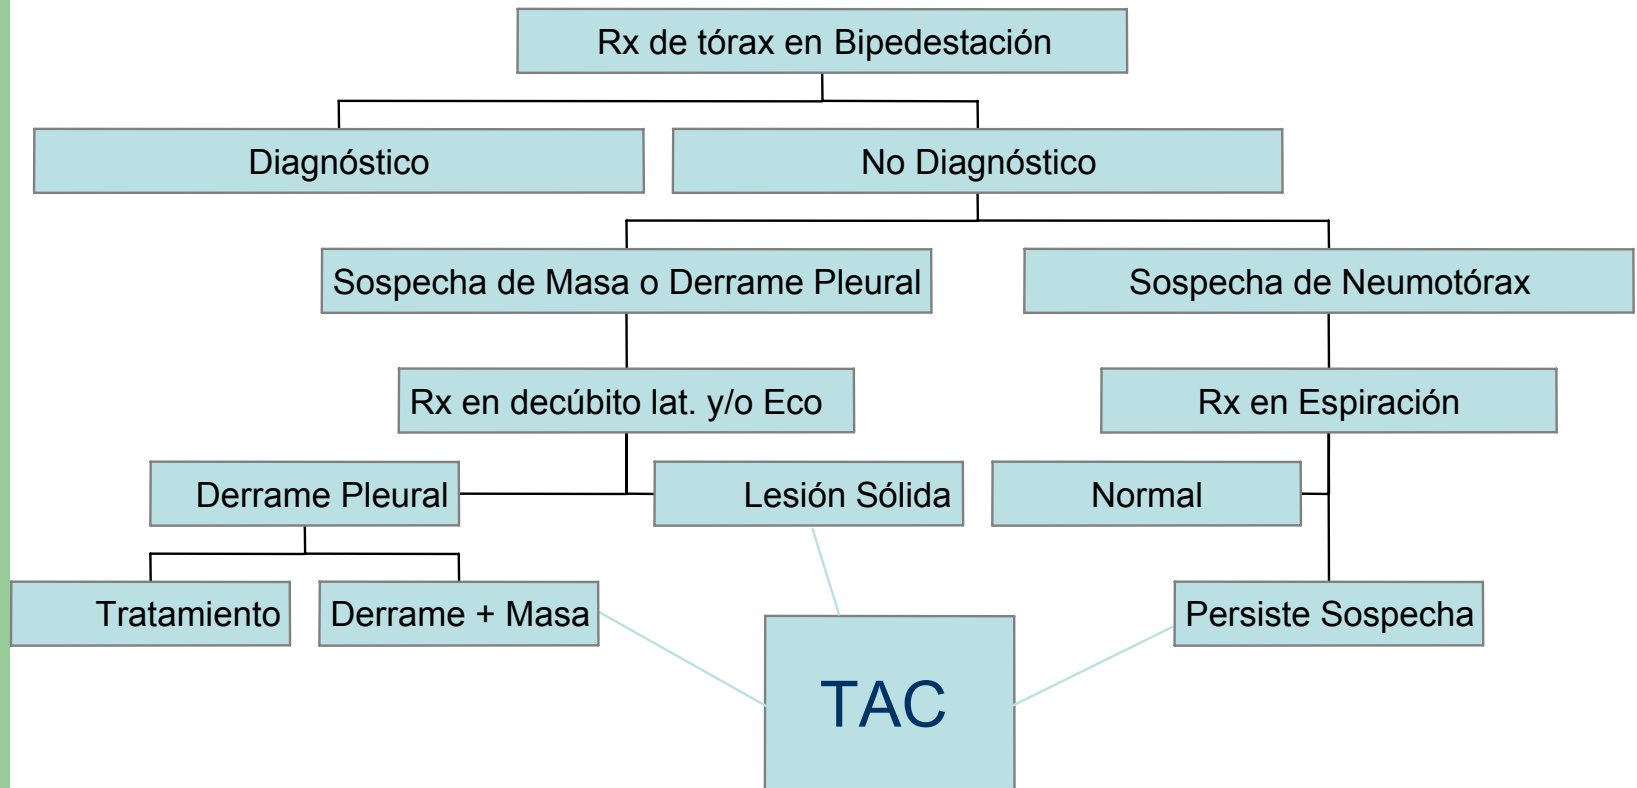 Rx de tórax en Bipedestación
Diagnóstico
No Diagnóstico
Sospecha de Masa o Derrame Pleural
Sospecha de Neumotórax
Rx en decúbito lat. y/o Eco
Rx en Espiración
Derrame Pleural
Lesión Sólida
Normal
Tratamiento
Derrame + Masa
Persiste Sospecha
TAC